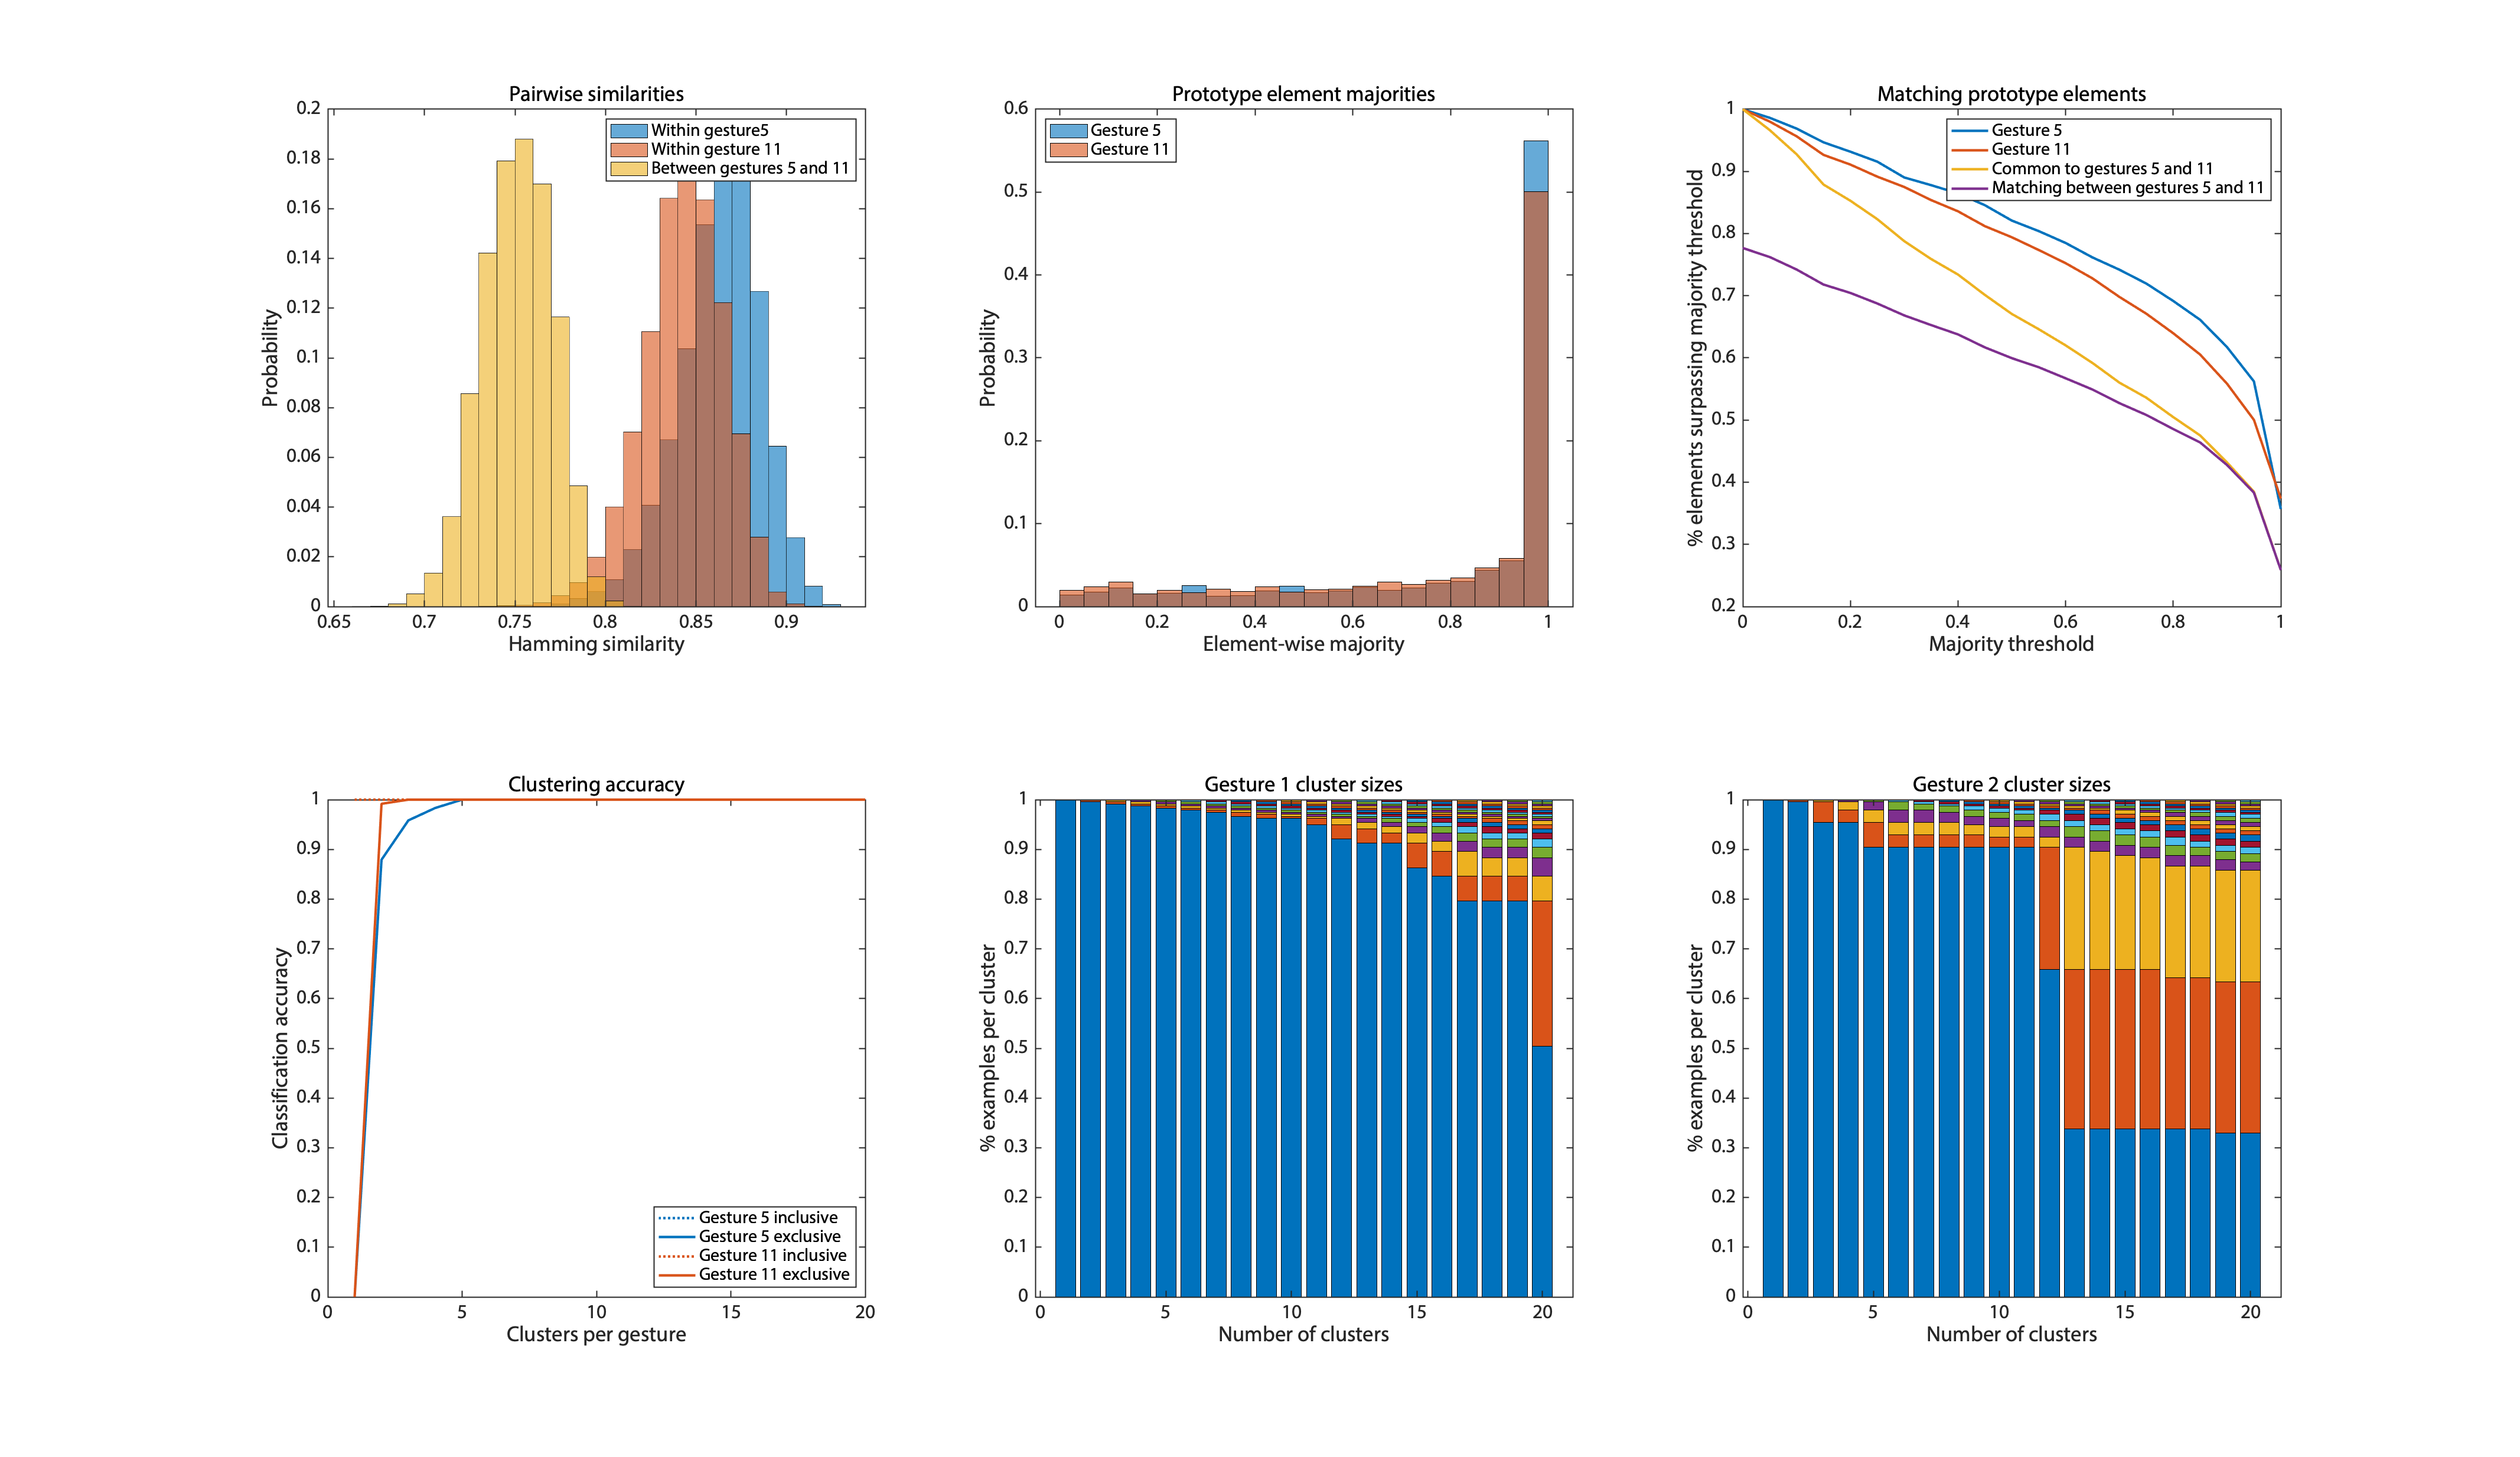 Pairwise similarities
0.2
0.18
0.16
0.14
0.12
0.1
0.08
0.06
0.04
0.02
0
Probability
Within gesture5
Within gesture 11
Between gestures 5 and 11
0.65 0.7 0.75 0.8 0.85 0.9
Hamming similarity
Prototype element majorities
0.6
0.5
0.4
0.3
0.2
0.1
0
Probability
Gesture 5
Gesture 11
0 0.2 0.4 0.6 0.8 1
Element-wise majority
Matching prototype elements
1
0.9
0.8
0.7
0.6
0.5
0.4
0.3
0.2
% elements surpassing majority threshold
Gesture 5
Gesture 11
Common to gestures 5 and 11
Matching between gestures 5 and 11
0 0.2 0.4 0.6 0.8 1
Majority threshold
Clustering accuracy
1
0.9
0.8
0.7
0.6
0.5
0.4
0.3
0.2
0.1
0
Classification accuracy
Gesture 5 inclusive
Gesture 5 exclusive
Gesture 11 inclusive
Gesture 11 exclusive
0 5 10 15 20
Clusters per gesture
Gesture 1 cluster sizes
1
0.9
0.8
0.7
0.6
0.5
0.4
0.3
0.2
0.1
0
% examples per cluster
0 5 10 15 20
Number of clusters
Gesture 2 cluster sizes
1
0.9
0.8
0.7
0.6
0.5
0.4
0.3
0.2
0.1
0
% examples per cluster
0 5 10 15 20
Number of clusters